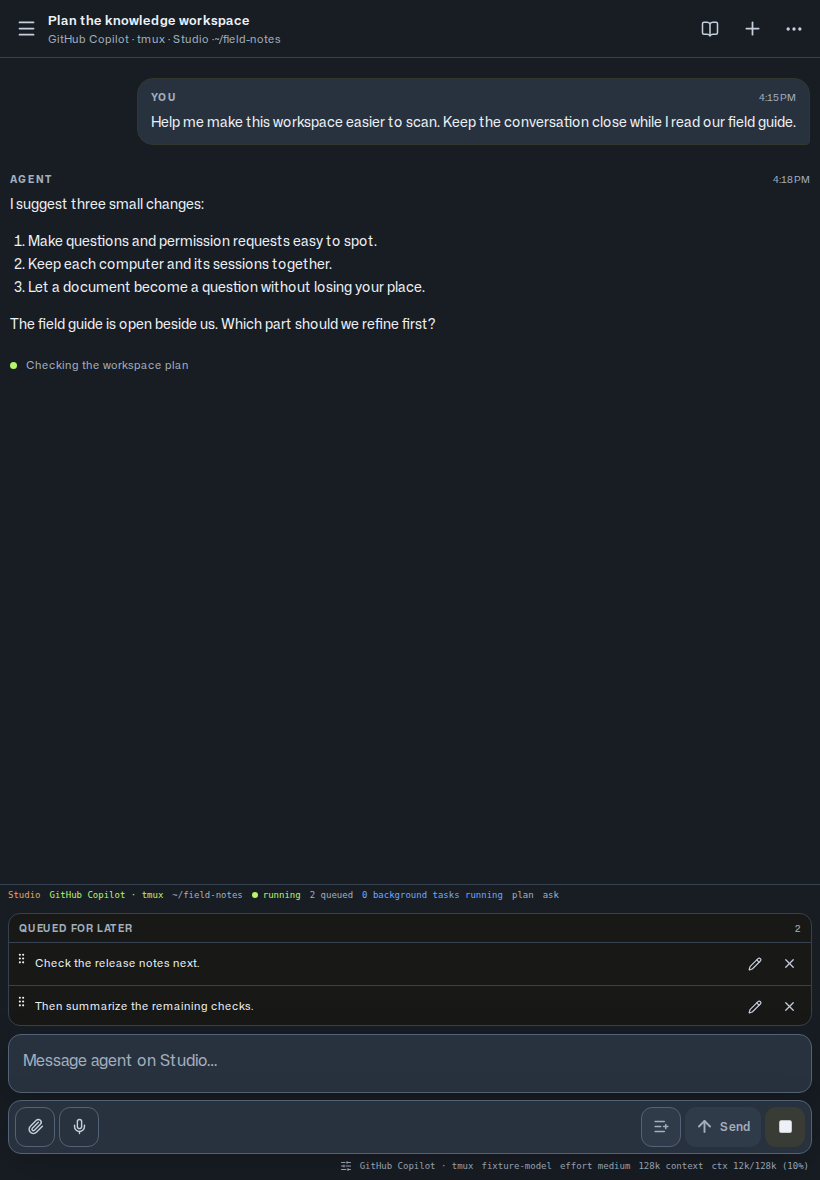 Plan the knowledge workspace
GitHub Copilot · tmux · Studio ·~/field-notes
YOU 4:15 PM
Help me make this workspace easier to scan. Keep the conversation close while I read our field guide.
AGENT 4:18 PM
I suggest three small changes:
1. Make questions and permission requests easy to spot.
2. Keep each computer and its sessions together.
3. Let a document become a question without losing your place.
The field guide is open beside us. Which part should we refine first?
Checking the workspace plan
Studio GitHub Copilot · tmux ~/field-notes running 2 queued 0 background tasks running plan ask
QUEUED FOR LATER 2
Check the release notes next.
Then summarize the remaining checks.
Message agent on Studio...
Send
GitHub Copilot · tmux fixture-model effort medium 128k context ctx 12k/128k (10%)